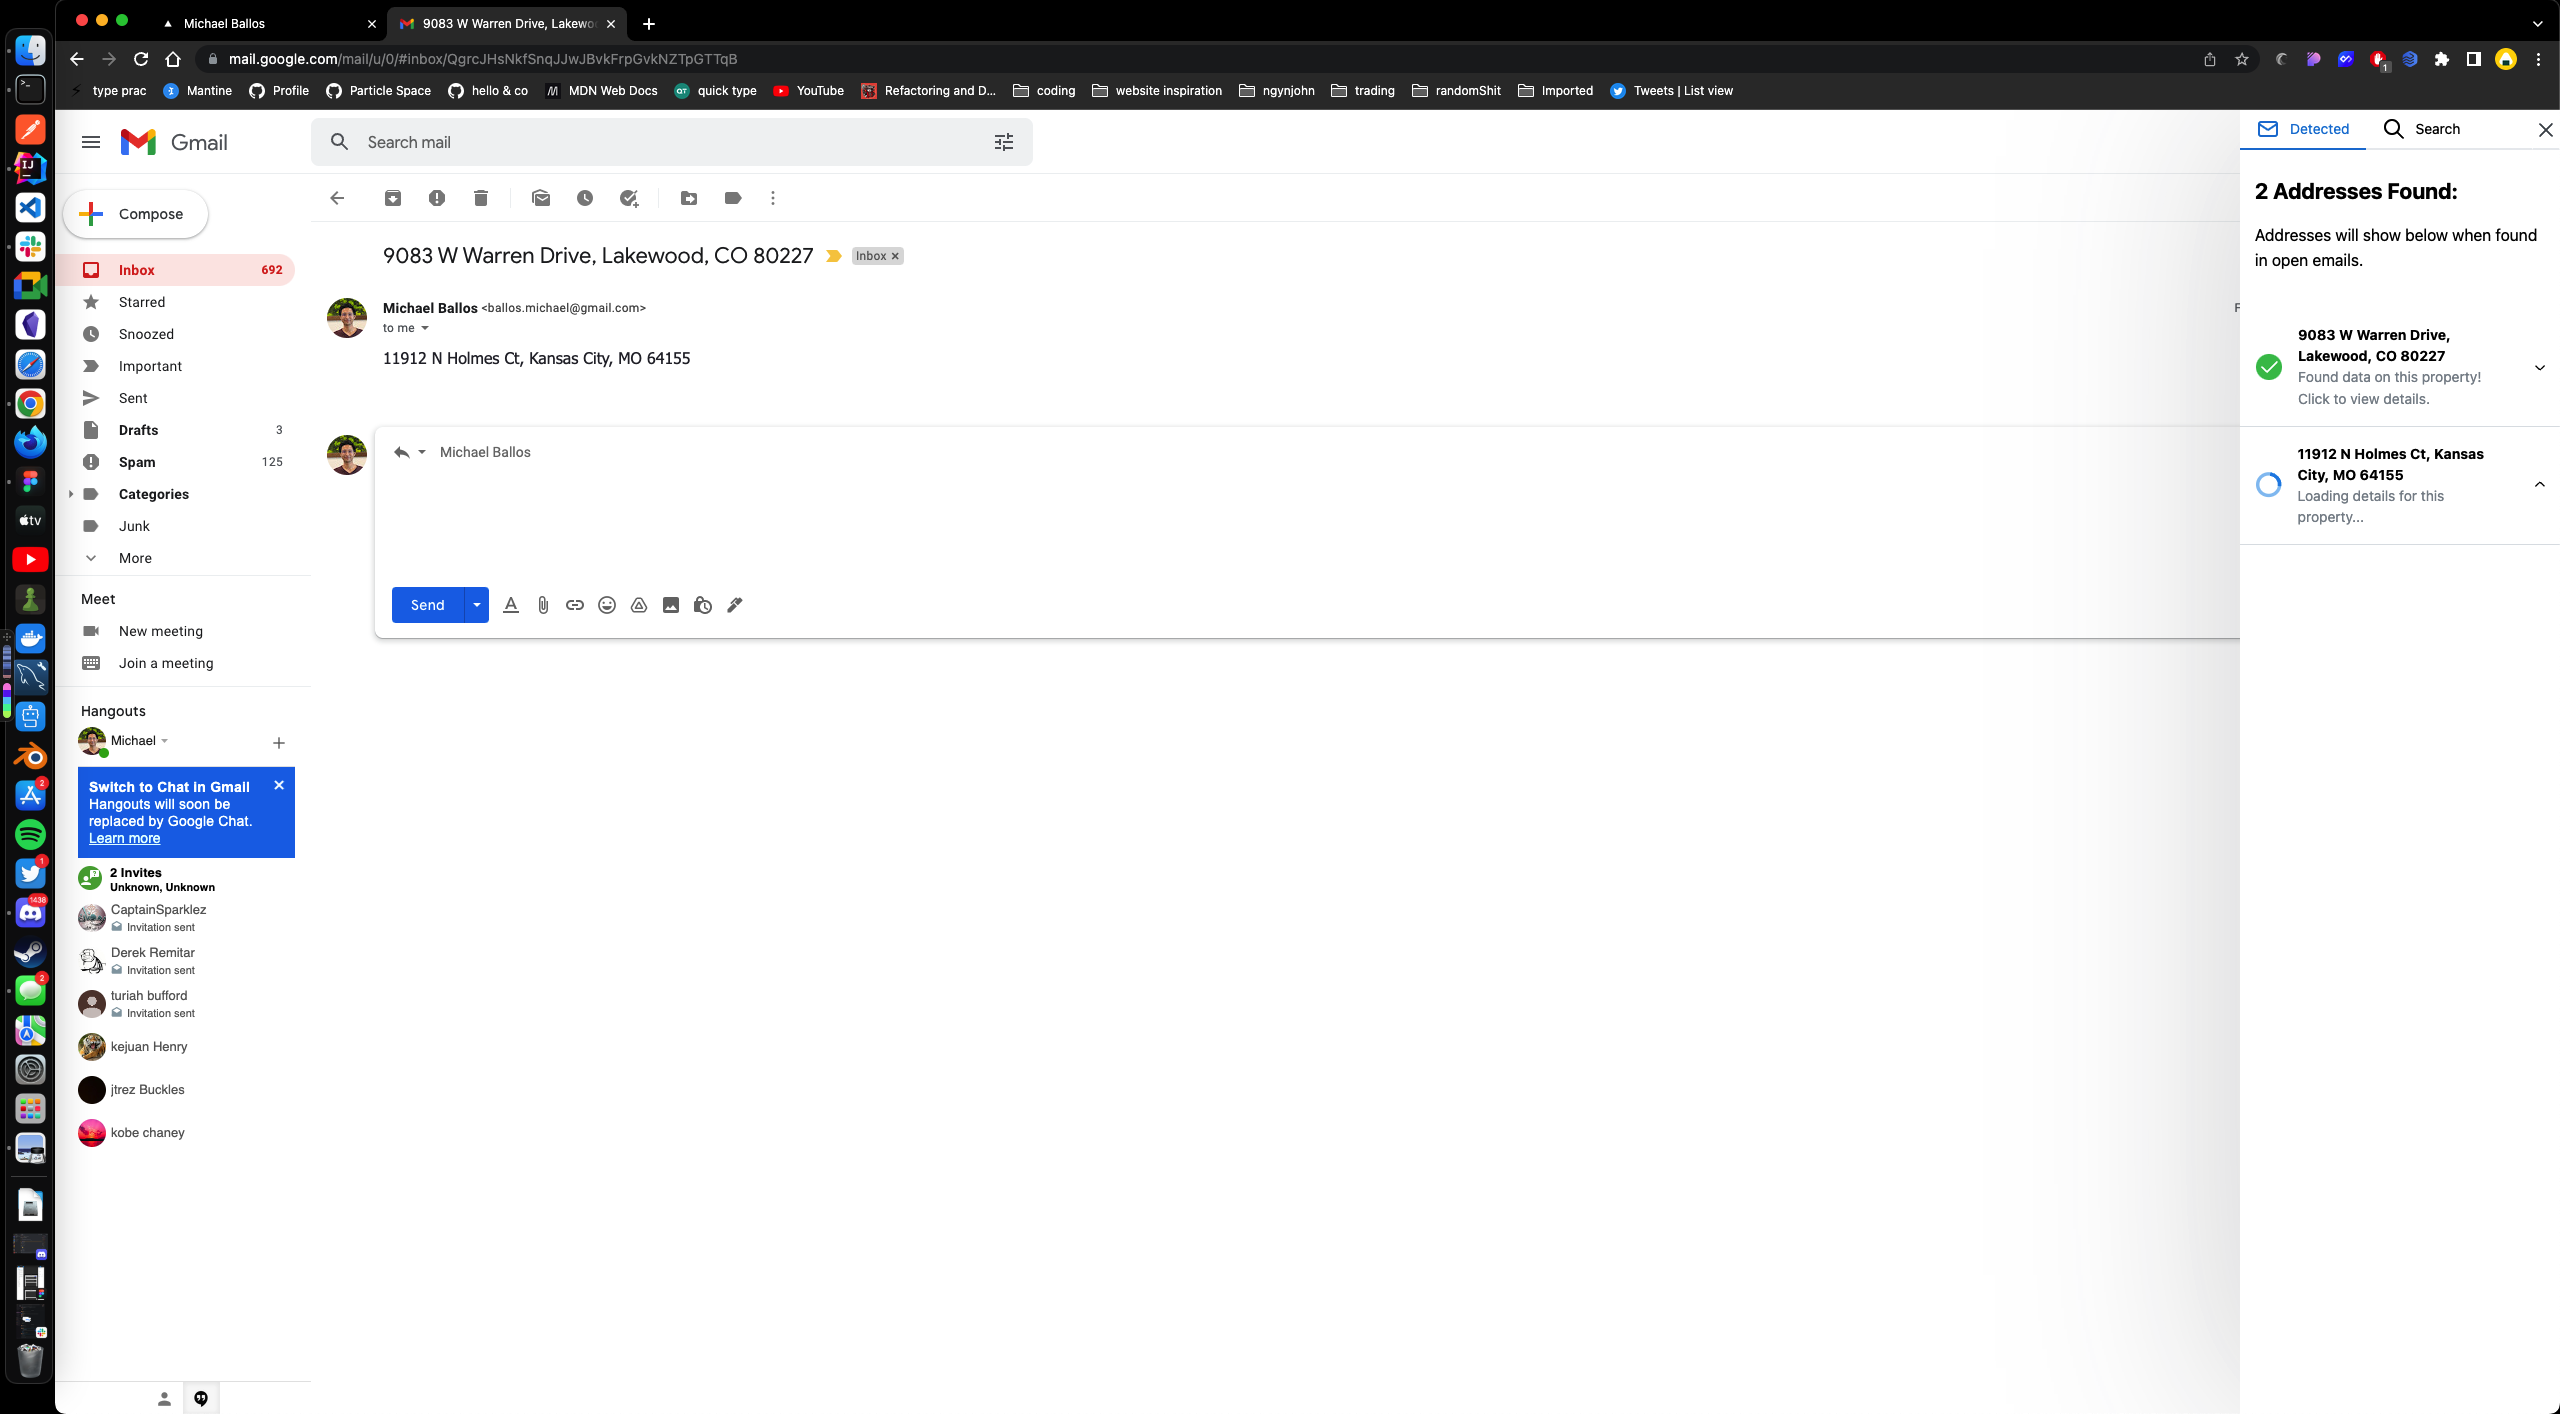 Michael Ballos
9083 W Warren Drive, Lakewo
mail.google.com/mail/u/0/#inbox/QgrcJHsNkfSnqJJwJBvkFrpGvkNZTpGTTqB
1
type prac
Mantine
Profile
Particle Space
hello & co
MDN Web Docs
quick type
YouTube
Refactoring and D...
coding
website inspiration
ngynjohn
trading
randomShit
Imported
Tweets | List view
Gmail
Search mail
Compose
Inbox 692
Starred
Snoozed
Important
Sent
Drafts 3
Spam 125
Categories
Junk
More
Meet
New meeting
Join a meeting
Hangouts
Michael
Switch to Chat in Gmail
Hangouts will soon be
replaced by Google Chat.
Learn more
2 Invites
Unknown, Unknown
CaptainSparklez
Invitation sent
Derek Remitar
Invitation sent
turiah bufford
Invitation sent
kejuan Henry
jtrez Buckles
kobe chaney
9083 W Warren Drive, Lakewood, CO 80227
Inbox
Michael Ballos <ballos.michael@gmail.com>
to me
F
11912 N Holmes Ct, Kansas City, MO 64155
Michael Ballos
Send
Detected
Search
2 Addresses Found:
Addresses will show below when found
in open emails.
9083 W Warren Drive,
Lakewood, CO 80227
Found data on this property!
Click to view details.
11912 N Holmes Ct, Kansas
City, MO 64155
Loading details for this
property...
IJ
tv
2
1
1438
2